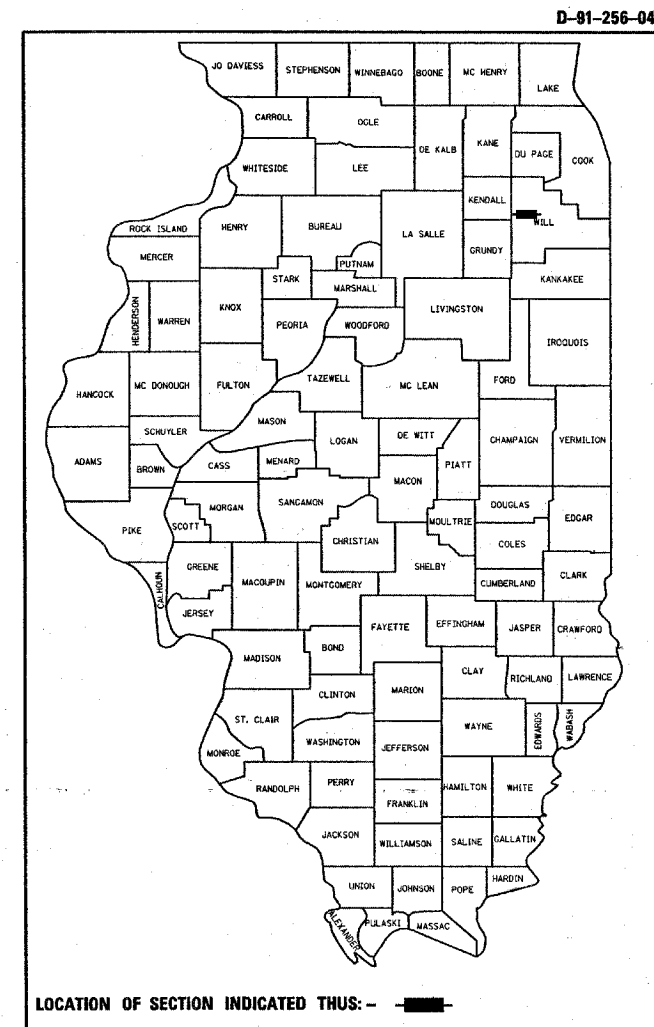 D-91-256-04
JO DAVIESS STEPHENSON WINNEBAGO BOONE MC HENRY LAKE
CARROLL OGLE DE KALB KANE DU PAGE COOK
WHITESIDE LEE KENDALL WILL
ROCK ISLAND HENRY BUREAU LA SALLE GRUNDY
MERCER PUTNAM KANKAKEE
STARK MARSHALL
HENDERSON WARREN KNOX PEORIA WOODFORD LIVINGSTON IROQUOIS
HANCOCK MC DONOUGH FULTON TAZEWELL MC LEAN FORD
SCHUYLER MASON LOGAN DE WITT CHAMPAIGN VERMILION
ADAMS BROWN CASS MENARD MACON PIATT
PIKE SCOTT MORGAN SANGAMON MOULTRIE DOUGLAS EDGAR
CHRISTIAN COLES
CALHOUN GREENE MACOUPIN MONTGOMERY SHELBY CUMBERLAND CLARK
JERSEY FAYETTE EFFINGHAM JASPER CRAWFORD
MADISON BOND CLAY RICHLAND LAWRENCE
CLINTON MARION
ST. CLAIR WAYNE EDWARDS WABASH
MONROE WASHINGTON JEFFERSON
RANDOLPH PERRY HAMILTON WHITE
FRANKLIN
JACKSON WILLIAMSON SALINE GALLATIN
UNION JOHNSON POPE HARDIN
ALEXANDER PULASKI MASSAC
LOCATION OF SECTION INDICATED THUS: -